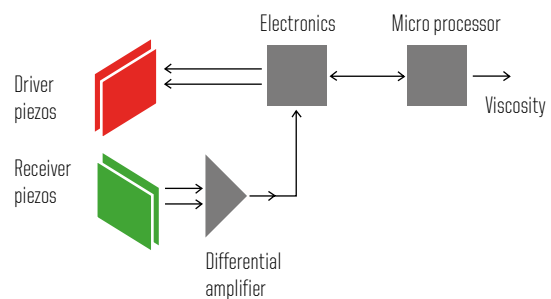 Electronics
Micro processor
Driver
piezos
Viscosity
Receiver
piezos
Differential
amplifier